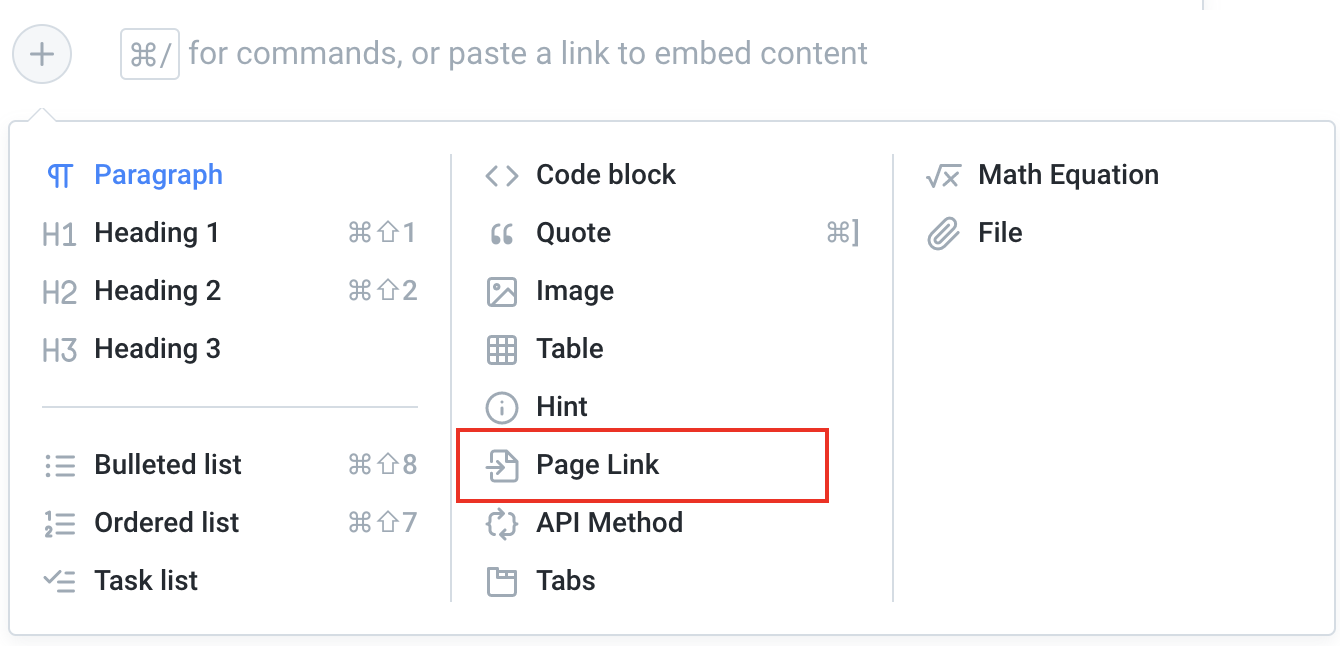 ⌘/ for commands, or paste a link to embed content
Paragraph
H1 Heading 1 ⌘⇧1
H2 Heading 2 ⌘⇧2
H3 Heading 3
Bulleted list ⌘⇧8
Ordered list ⌘⇧7
Task list
Code block
Quote ⌘]
Image
Table
Hint
Page Link
API Method
Tabs
√x Math Equation
File